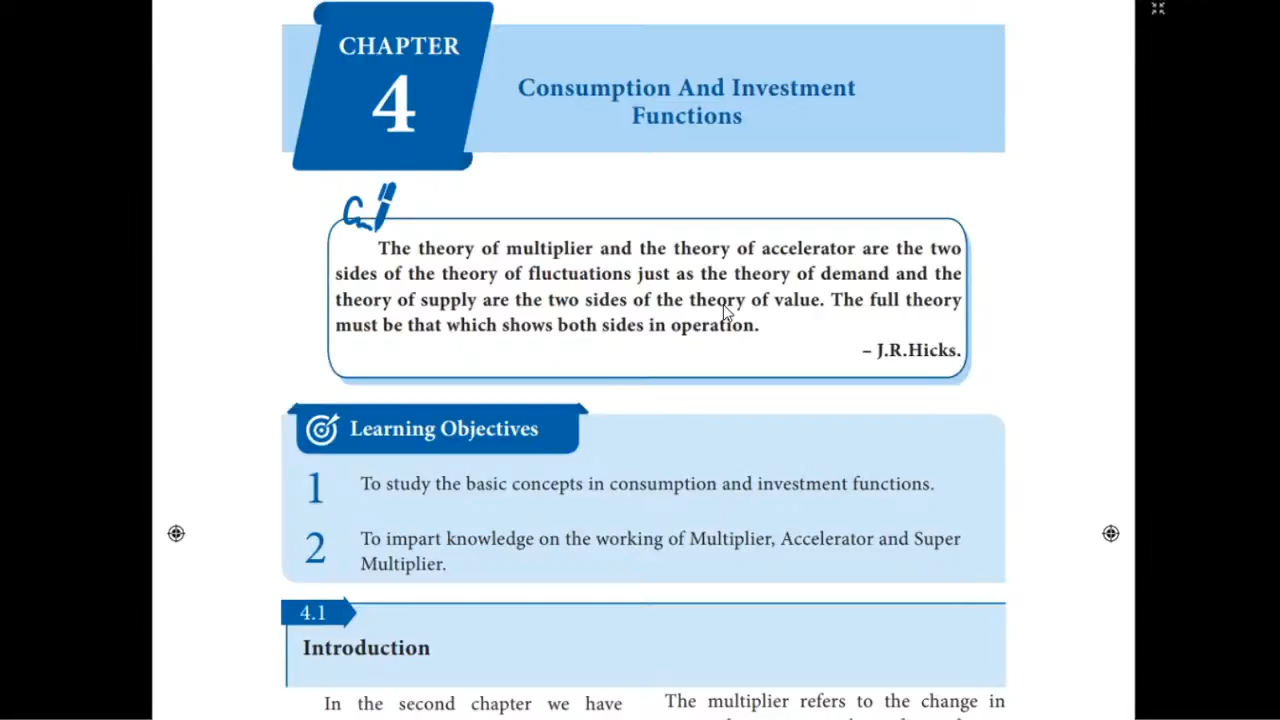 CHAPTER
4
Consumption And Investment
Functions
The theory of multiplier and the theory of accelerator are the two
sides of the theory of fluctuations just as the theory of demand and the
theory of supply are the two sides of the theory of value. The full theory
must be that which shows both sides in operation.
– J.R.Hicks.
Learning Objectives
1 To study the basic concepts in consumption and investment functions.
2 To impart knowledge on the working of Multiplier, Accelerator and Super
Multiplier.
4.1
Introduction
In the second chapter we have
The multiplier refers to the change in